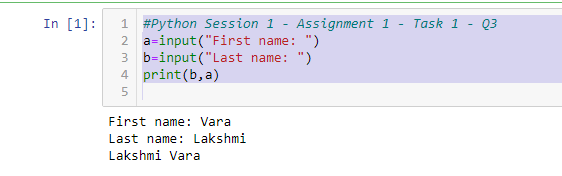 In [1]:
1 #Python Session 1 - Assignment 1 - Task 1 - Q3
2 a=input("First name: ")
3 b=input("Last name: ")
4 print(b,a)
5
First name: Vara
Last name: Lakshmi
Lakshmi Vara